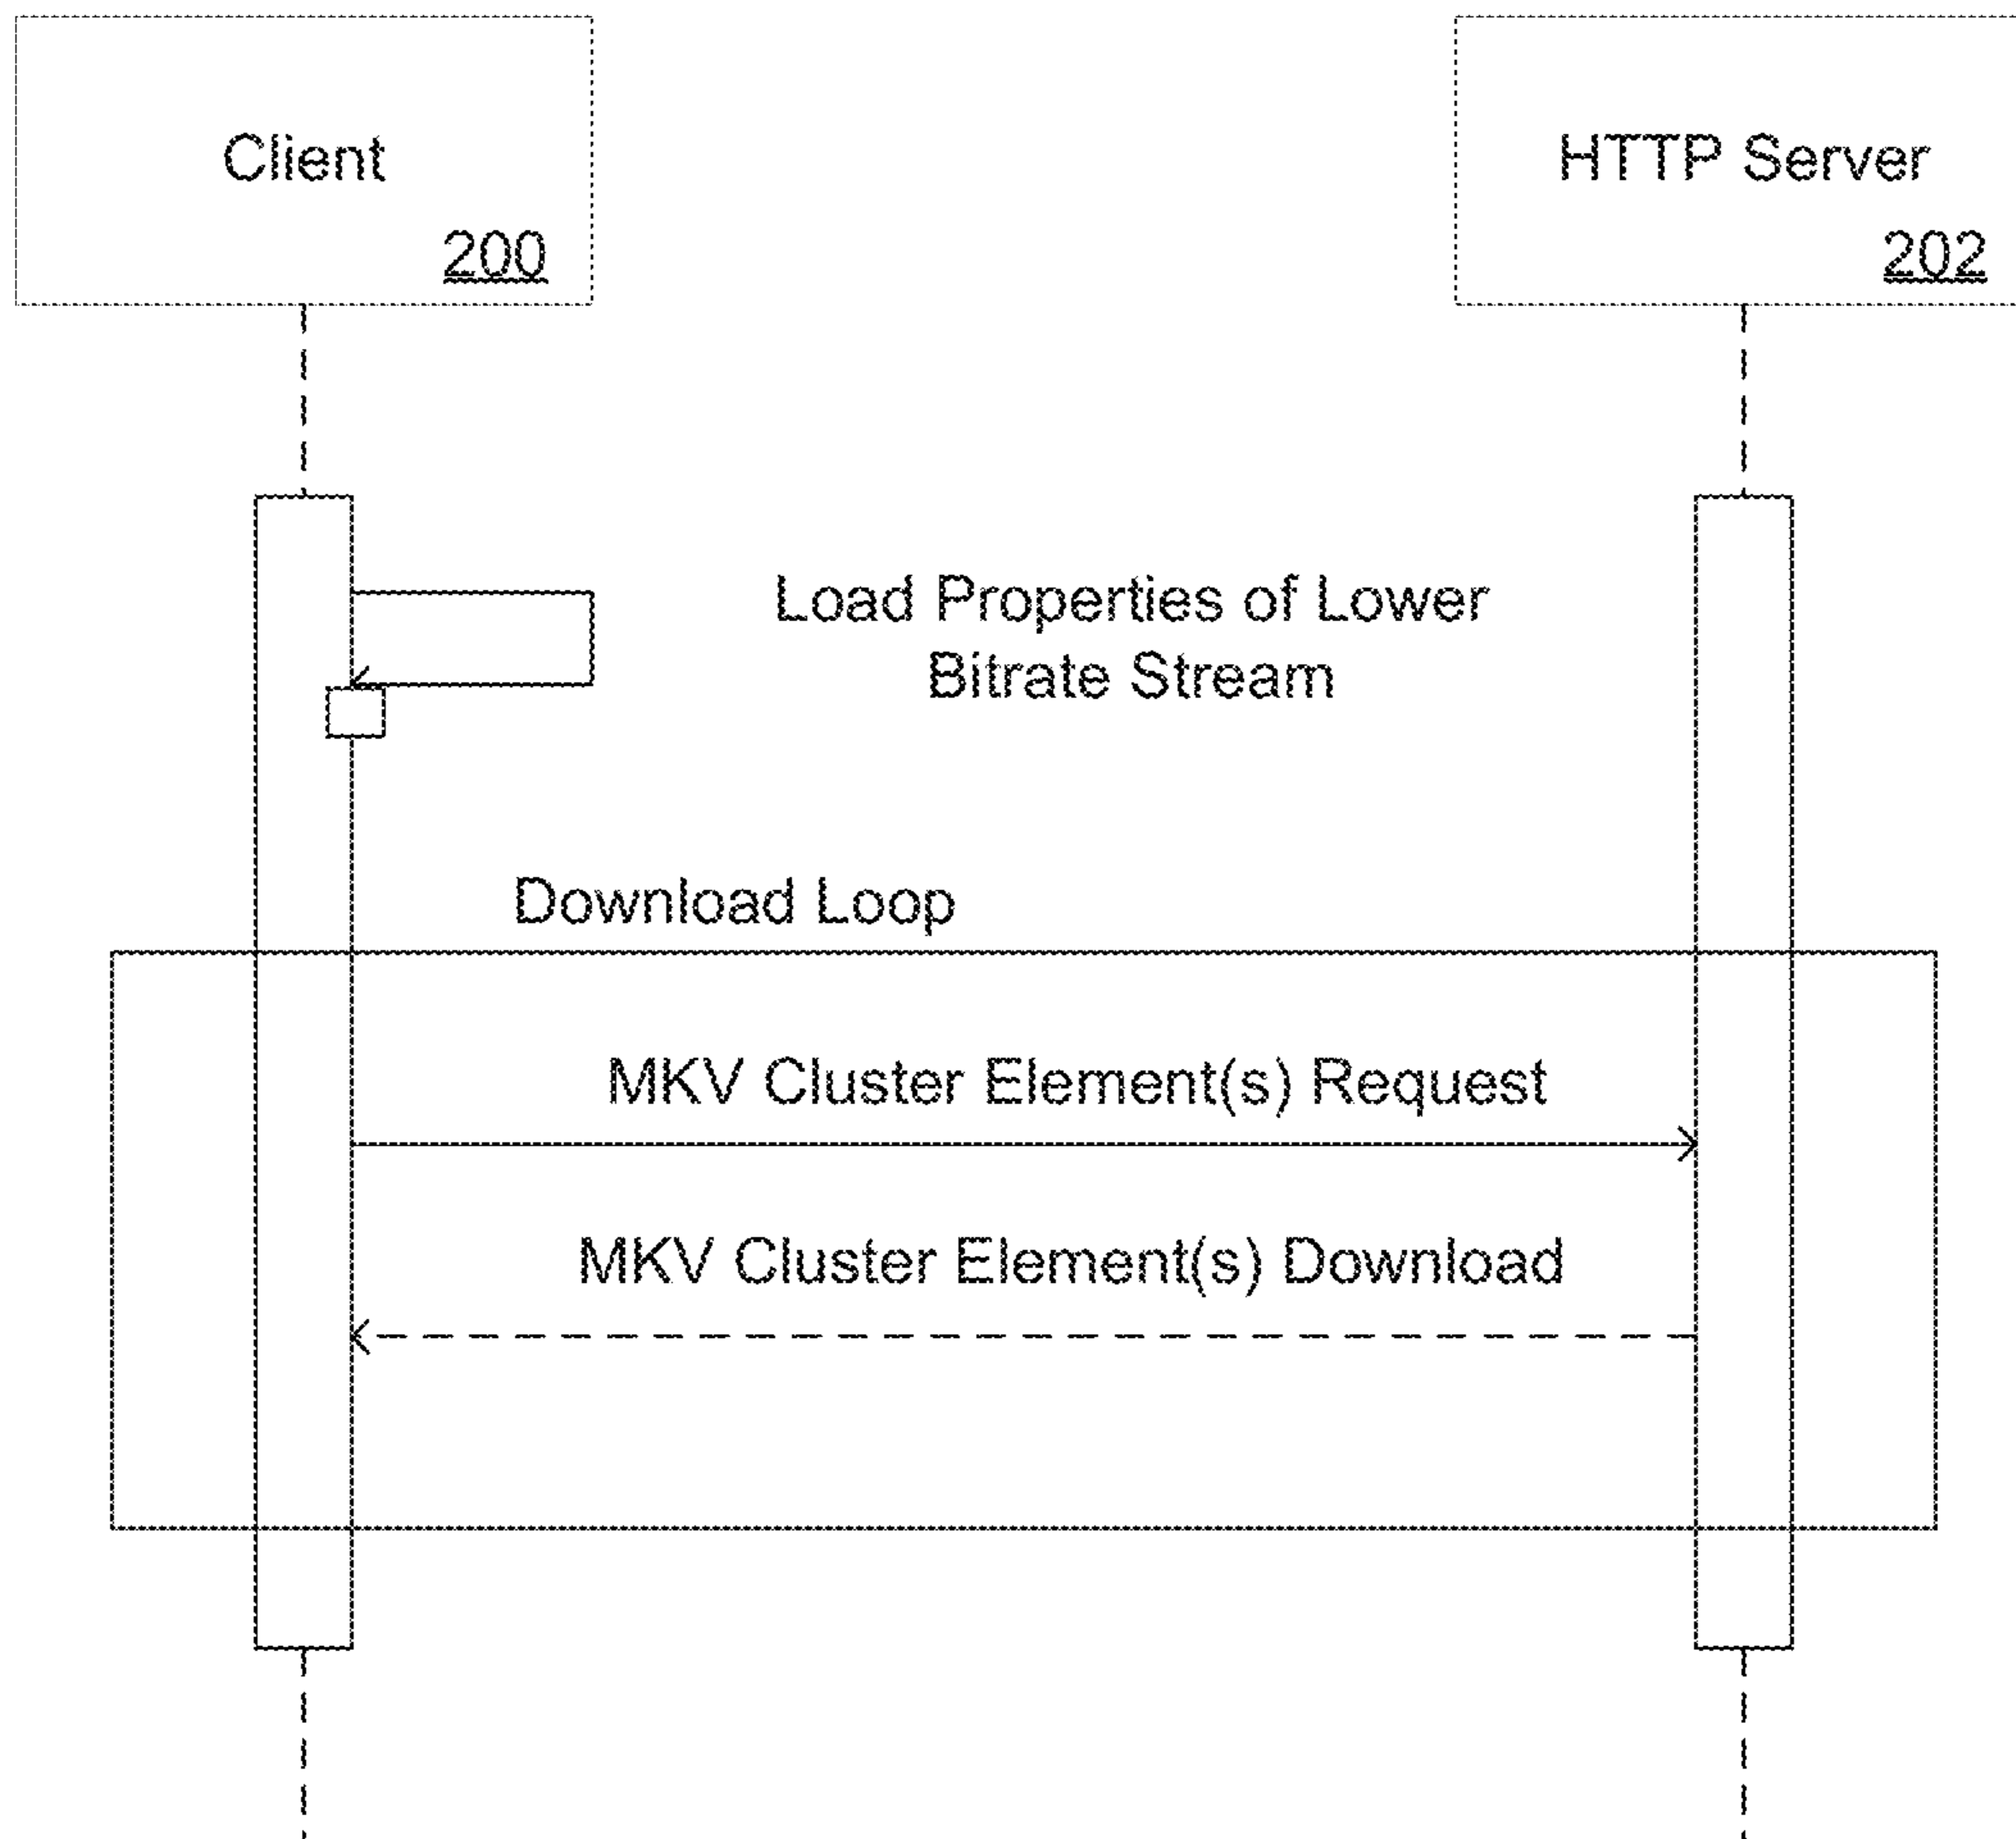 Client
200
HTTP Server
202
Load Properties of Lower
Bitrate Stream
Download Loop
MKV Cluster Element(s) Request
MKV Cluster Element(s) Download